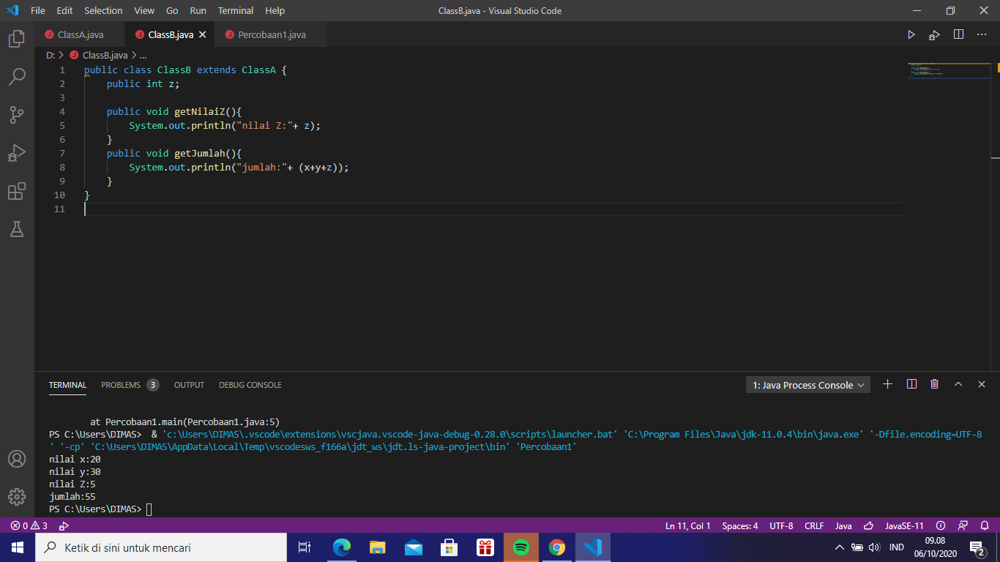 File Edit Selection View Go Run Terminal Help ClassB.java - Visual Studio Code
ClassA.java ClassB.java Percobaan1.java
D: > ClassB.java > ...
1 public class ClassB extends ClassA {
2 public int z;
3
4 public void getNilaiZ(){
5 System.out.println("nilai Z:"+ z);
6 }
7 public void getJumlah(){
8 System.out.println("jumlah:"+ (x+y+z));
9 }
10 }
11
TERMINAL PROBLEMS 3 OUTPUT DEBUG CONSOLE 1: Java Process Console
at Percobaan1.main(Percobaan1.java:5)
PS C:\Users\DIMAS> & 'c:\Users\DIMAS\.vscode\extensions\vscjava.vscode-java-debug-0.28.0\scripts\launcher.bat' 'C:\Program Files\Java\jdk-11.0.4\bin\java.exe' '-Dfile.encoding=UTF-8
' '-cp' 'C:\Users\DIMAS\AppData\Local\Temp\vscodesws_f166a\jdt_ws\jdt.ls-java-project\bin' 'Percobaan1'
nilai x:20
nilai y:30
nilai Z:5
jumlah:55
PS C:\Users\DIMAS>
0 3 Ln 11, Col 1 Spaces: 4 UTF-8 CRLF Java JavaSE-11
Ketik di sini untuk mencari
IND
09.08
06/10/2020
2